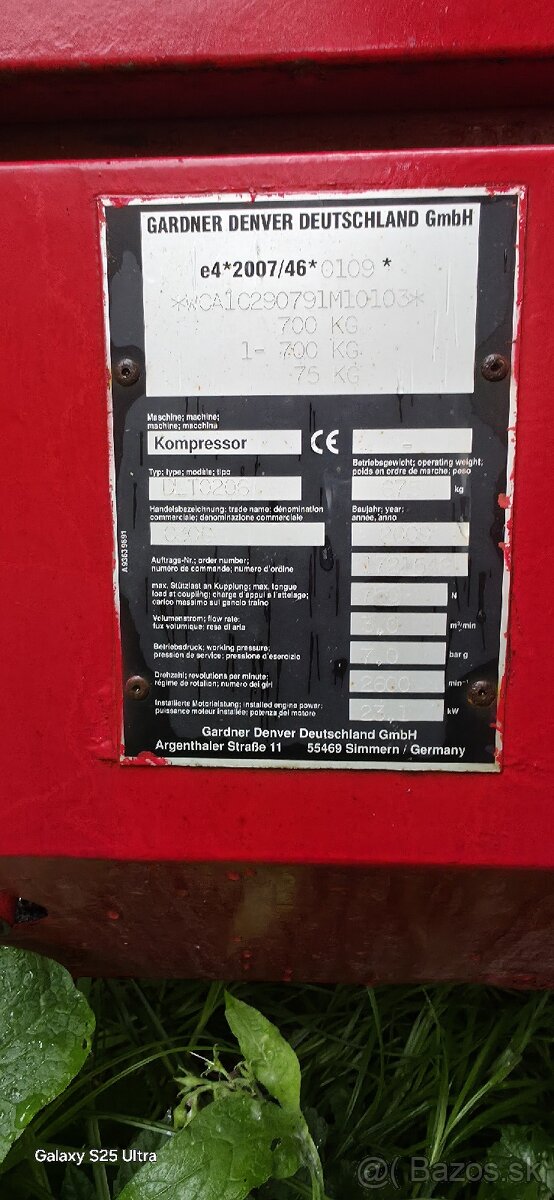 GARDNER DENVER DEUTSCHLAND GmbH
e4*2007/46*0109 *
*WCA1C290791M10103*
700 KG
1- 700 KG
75 KG
Maschine; machine;
machine; macchina
Kompressor
CE
-
Betriebsgewicht; operating weight;
poids en ordre de marche; peso
kg
Typ; type; modèle; tipo
Handelsbezeichnung; trade name; dénomination
commerciale; denominazione commerciale
Baujahr; year;
année, anno
Auftrags-Nr.; order number;
numéro de commande; numero d'ordine
max. Stützlast an Kupplung; max. tongue
load at coupling; charge d'appui a l'attelage;
carico massimo sul gancio traino
N
Volumenstrom; flow rate;
flux volumique; resa di aria
m³/min
Betriebsdruck; working pressure;
pression de service; pressione d'esercizio
7,0
bar g
Drehzahl; revolutions per minute;
régime de rotation; numero dei giri
2600
min⁻¹
Installierte Motorleistung; installed engine power;
puissance moteur installée; potenza del motore
23,1
kW
A93639691
Gardner Denver Deutschland GmbH
Argenthaler Straße 11 55469 Simmern / Germany
Galaxy S25 Ultra
@( Bazos.sk